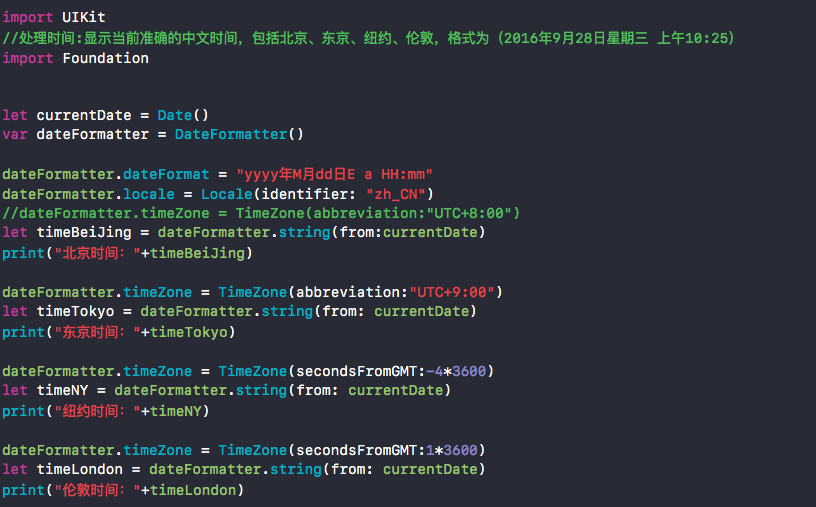 import UIKit
//处理时间:显示当前准确的中文时间，包括北京、东京、纽约、伦敦，格式为（2016年9月28日星期三 上午10:25）
import Foundation
let currentDate = Date()
var dateFormatter = DateFormatter()
dateFormatter.dateFormat = "yyyy年M月dd日E a HH:mm"
dateFormatter.locale = Locale(identifier: "zh_CN")
//dateFormatter.timeZone = TimeZone(abbreviation:"UTC+8:00")
let timeBeiJing = dateFormatter.string(from:currentDate)
print("北京时间："+timeBeiJing)
dateFormatter.timeZone = TimeZone(abbreviation:"UTC+9:00")
let timeTokyo = dateFormatter.string(from: currentDate)
print("东京时间："+timeTokyo)
dateFormatter.timeZone = TimeZone(secondsFromGMT:-4*3600)
let timeNY = dateFormatter.string(from: currentDate)
print("纽约时间："+timeNY)
dateFormatter.timeZone = TimeZone(secondsFromGMT:1*3600)
let timeLondon = dateFormatter.string(from: currentDate)
print("伦敦时间："+timeLondon)